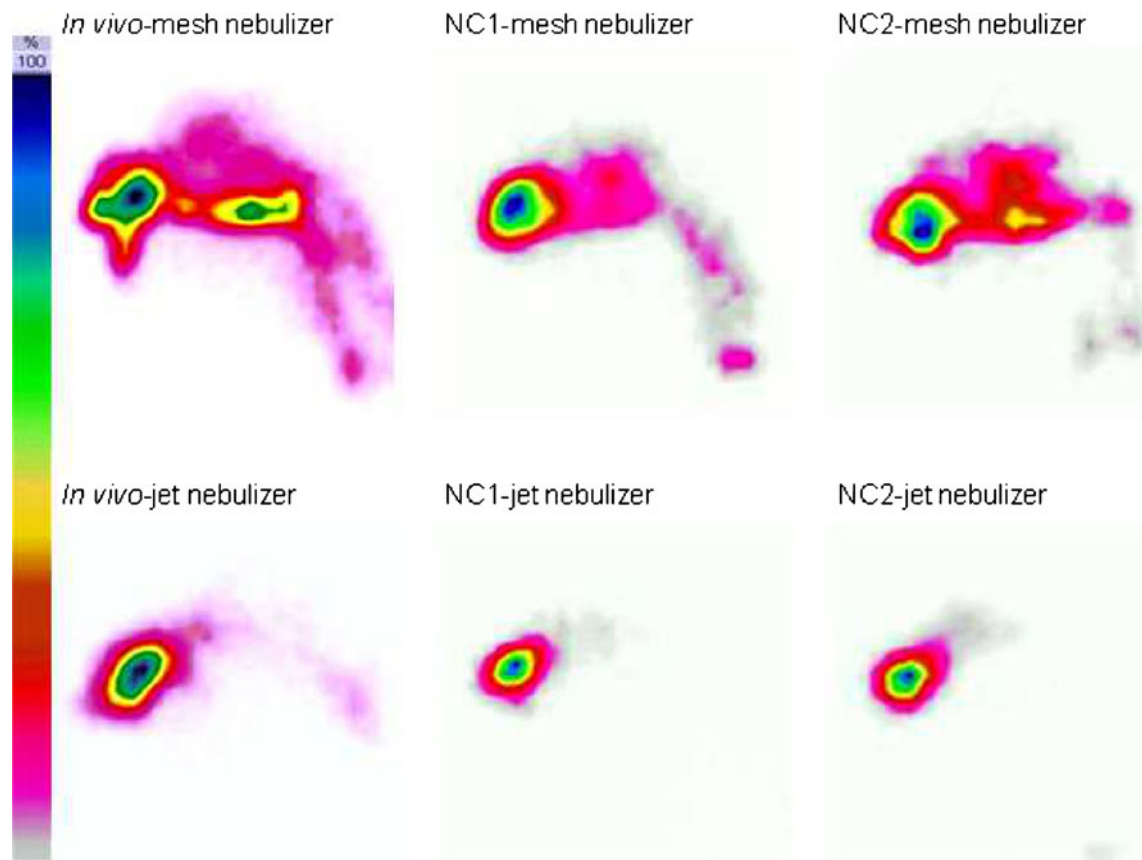 In vivo-mesh nebulizer
NC1-mesh nebulizer
NC2-mesh nebulizer
%
100
In vivo-jet nebulizer
NC1-jet nebulizer
NC2-jet nebulizer